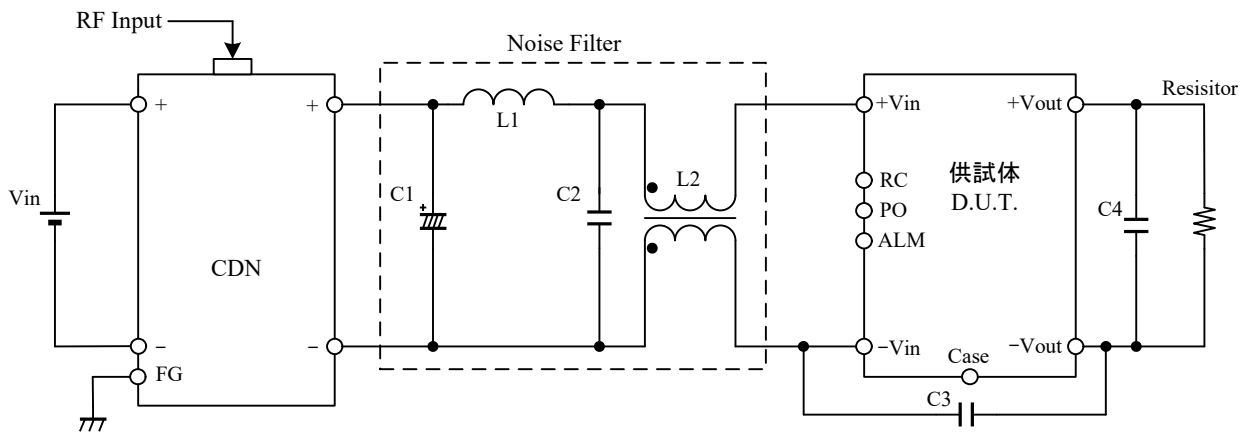 RF Input
Noise Filter
+
+
L1
+Vin
+Vout
Resisitor
Vin
C1
+
C2
L2
RC
供試体
PO
D.U.T.
C4
ALM
CDN
−
−
−Vin
Case
−Vout
FG
C3